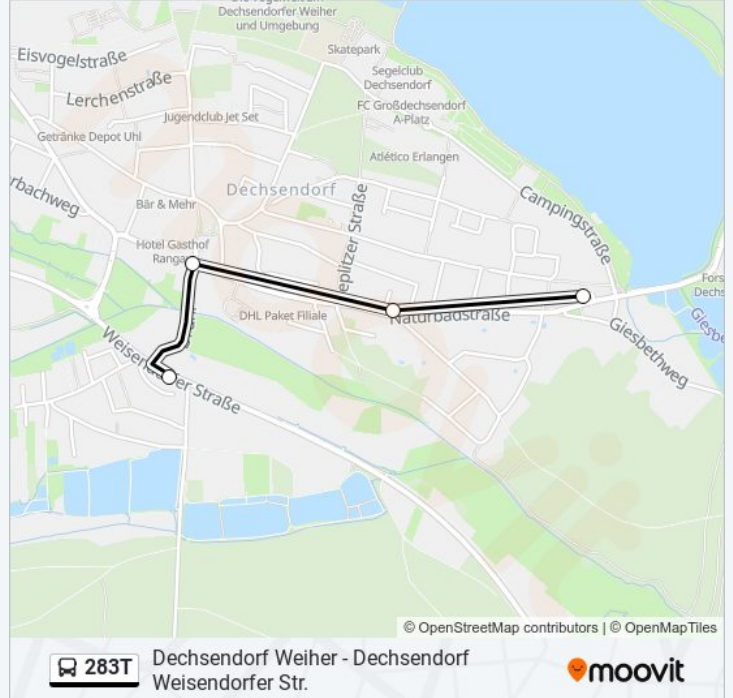 Dechsendorfer Weiher
und Umgebung
Skatepark
Eisvogelstraße
Segelclub
Dechsendorf
Lerchenstraße
FC Großdechsendorf
A-Platz
Jugendclub Jet Set
Getränke Depot Uhl
Atlético Erlangen
Dechsendorf
Campingstraße
Bär & Mehr
Hotel Gasthof
Naturbadstraße
DHL Paket Filiale
Giesbethweg
Weisendorfer Straße
© OpenStreetMap contributors | © OpenMapTiles
283T
Dechsendorf Weiher - Dechsendorf
Weisendorfer Str.
moovit